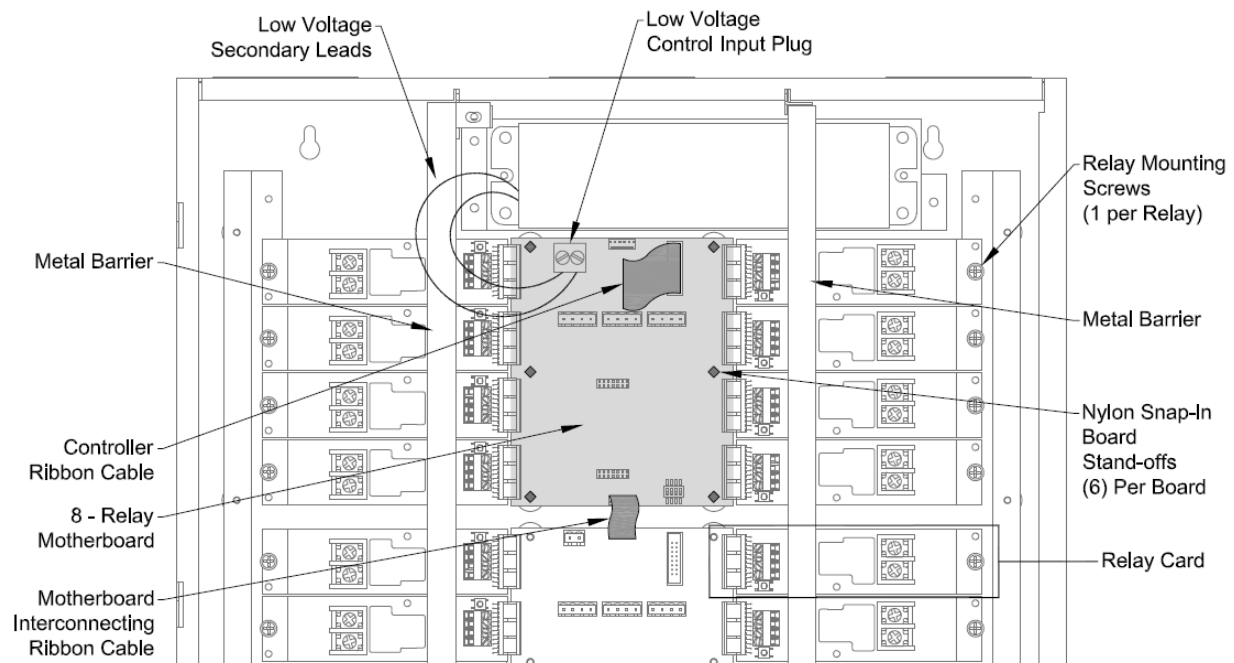 Low Voltage
Secondary Leads
Low Voltage
Control Input Plug
Relay Mounting
Screws
(1 per Relay)
Metal Barrier
Metal Barrier
Nylon Snap-In
Board
Stand-offs
(6) Per Board
Controller
Ribbon Cable
8 - Relay
Motherboard
Relay Card
Motherboard
Interconnecting
Ribbon Cable